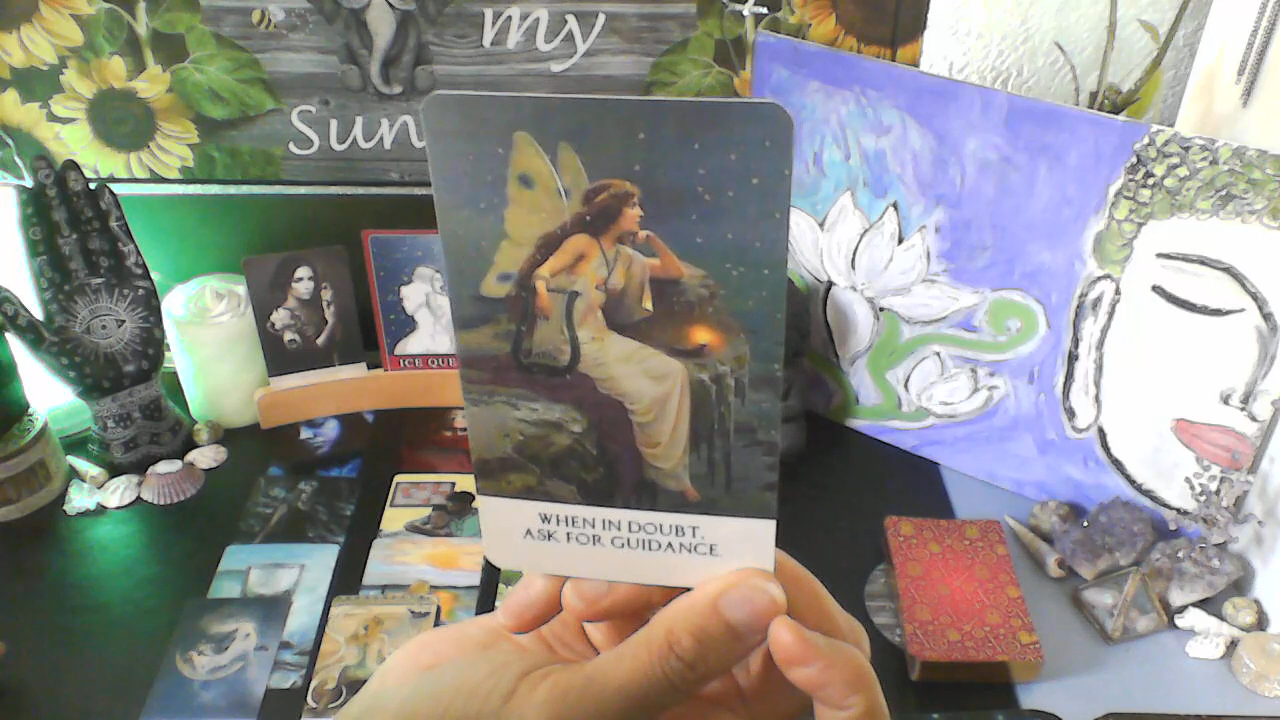 my
Sun
ICE QUE
WHEN IN DOUBT,
ASK FOR GUIDANCE.